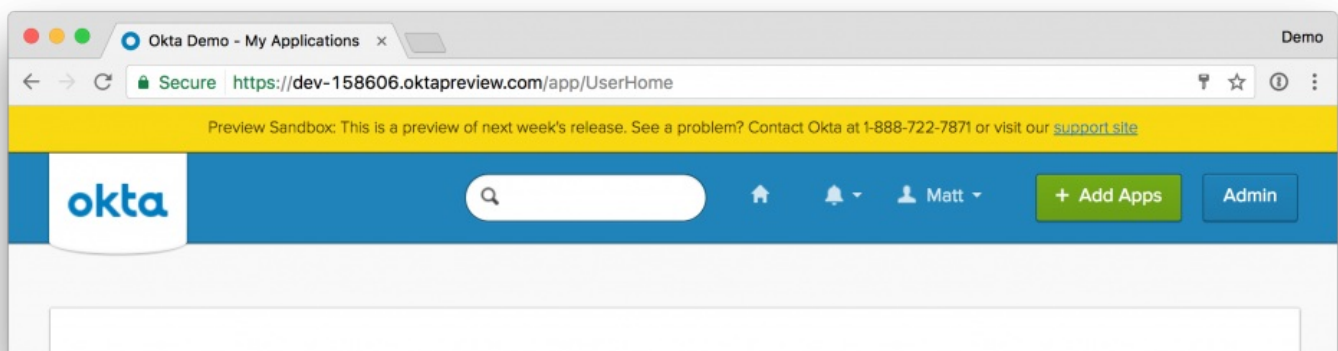 Okta Demo - My Applications
Demo
Secure https://dev-158606.oktapreview.com/app/UserHome
Preview Sandbox: This is a preview of next week's release. See a problem? Contact Okta at 1-888-722-7871 or visit our support site
okta Matt + Add Apps Admin